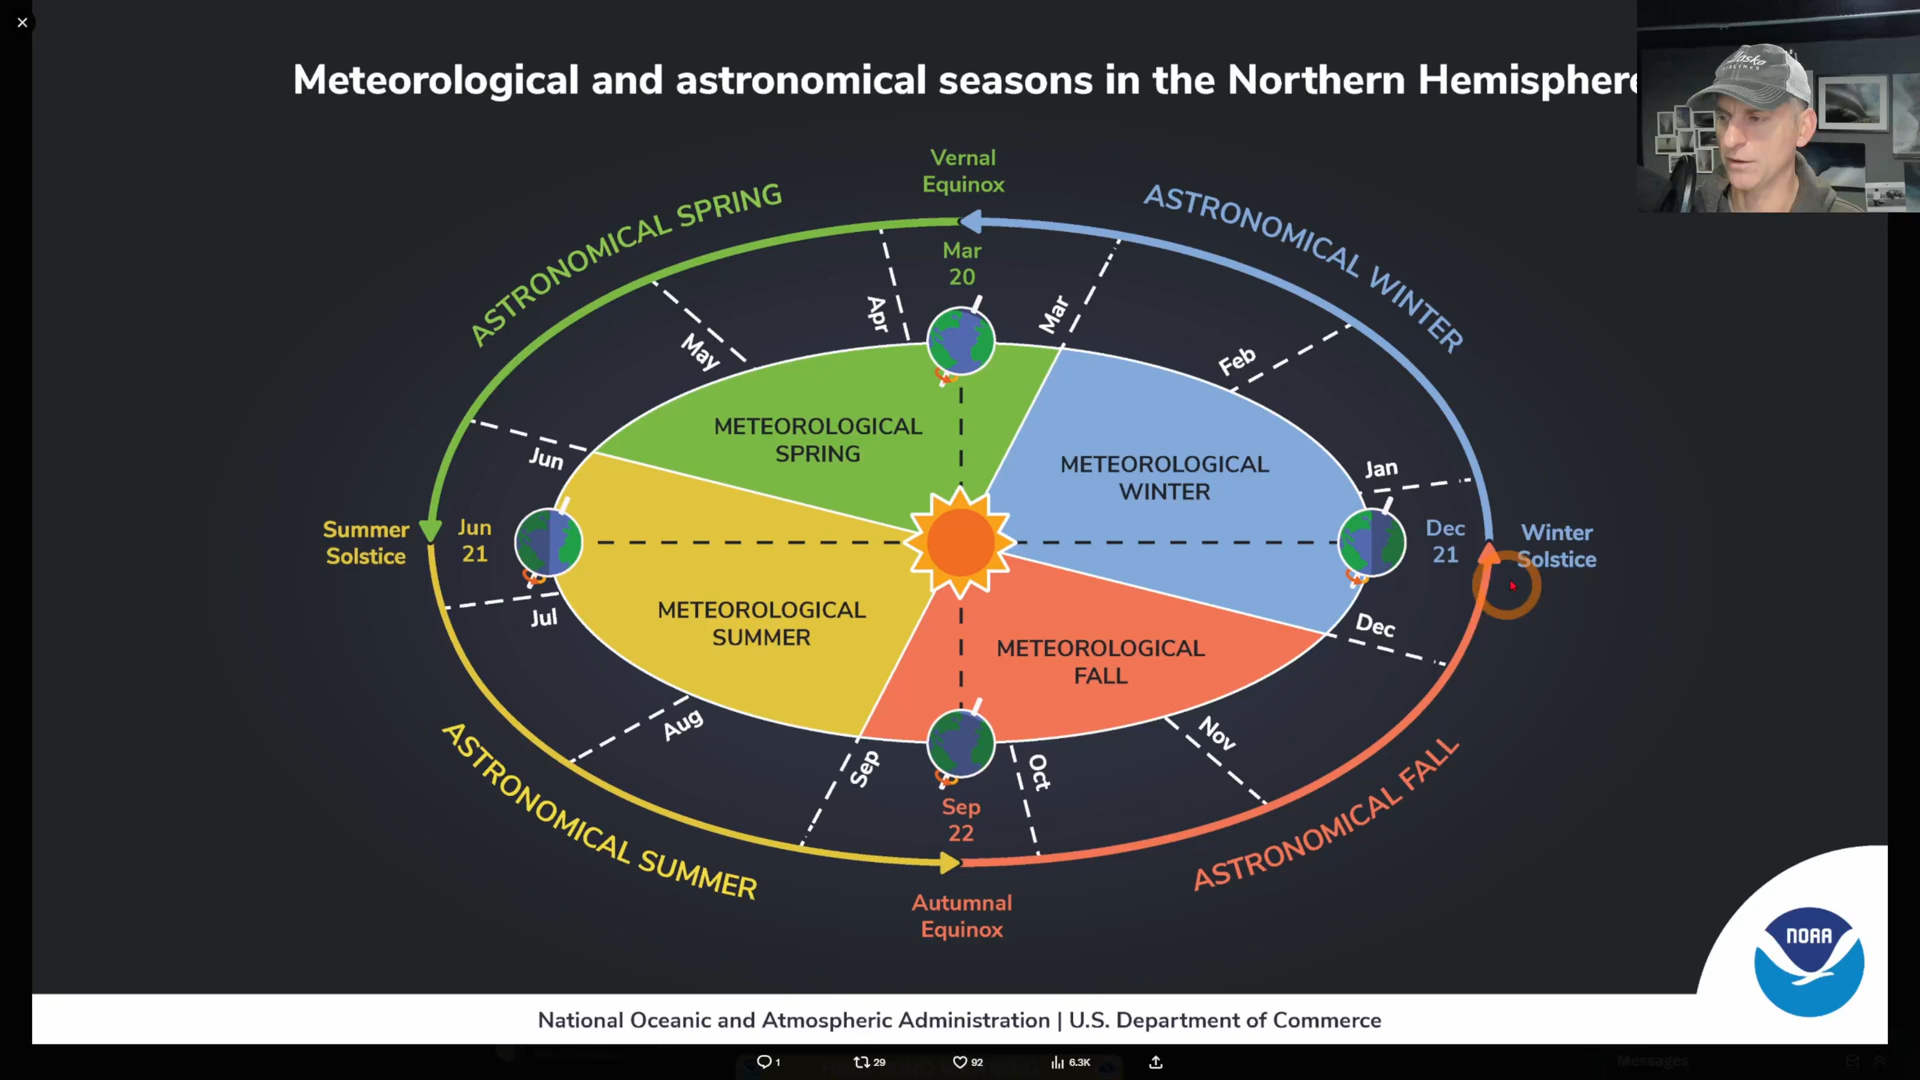 Meteorological and astronomical seasons in the Northern Hemisphere
Vernal
Equinox
ASTRONOMICAL SPRING
ASTRONOMICAL WINTER
Mar
20
Apr
Mar
May
Feb
METEOROLOGICAL
SPRING
METEOROLOGICAL
WINTER
Jun
Jan
Summer
Solstice
Jun
21
Dec
21
Winter
Solstice
Jul
Dec
METEOROLOGICAL
SUMMER
METEOROLOGICAL
FALL
Aug
Sep
Oct
Nov
Sep
22
ASTRONOMICAL SUMMER
ASTRONOMICAL FALL
Autumnal
Equinox
NOAA
National Oceanic and Atmospheric Administration | U.S. Department of Commerce
1 29 92 6.3K
Messages